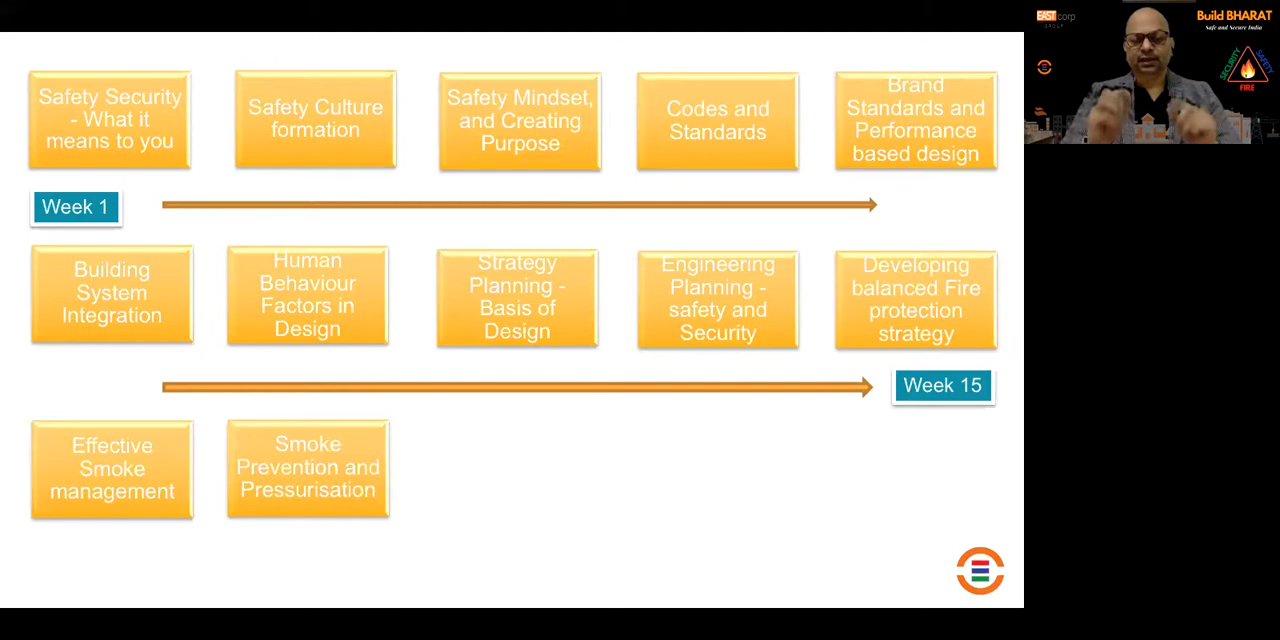 Safety Security
- What it
means to you
Safety Culture
formation
Safety Mindset,
and Creating
Purpose
Codes and
Standards
Brand
Standards and
Performance
based design
Week 1
Building
System
Integration
Human
Behaviour
Factors in
Design
Strategy
Planning -
Basis of
Design
Engineering
Planning -
safety and
Security
Developing
balanced Fire
protection
strategy
Week 15
Effective
Smoke
management
Smoke
Prevention and
Pressurisation
EAST corp
GROUP
Build BHARAT
Safe and Secure India
SECURITY
SAFETY
FIRE